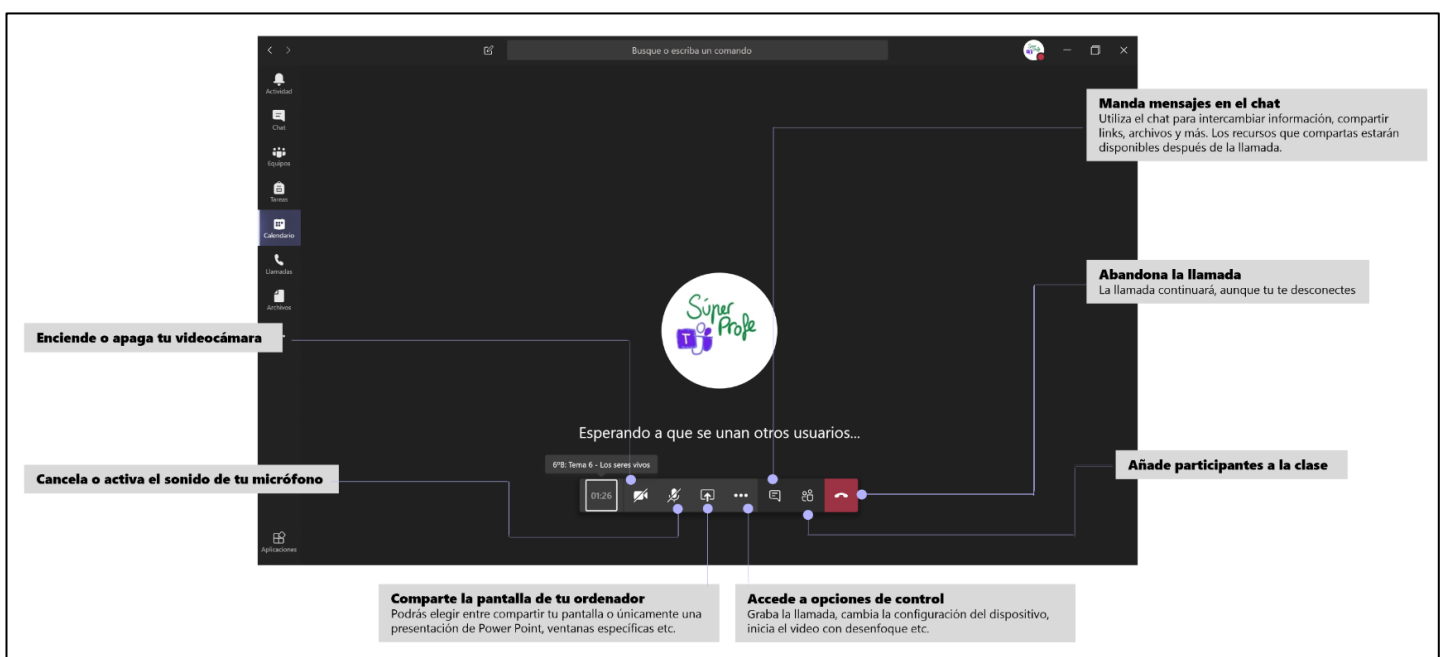 Busque o escriba un comando
Actividad
Chat
Equipos
Tareas
Calendario
Llamadas
Archivos
Aplicaciones
Súper
Profe
T
Esperando a que se unan otros usuarios...
6ºB: Tema 6 - Los seres vivos
01:26
Enciende o apaga tu videocámara
Cancela o activa el sonido de tu micrófono
Manda mensajes en el chat
Utiliza el chat para intercambiar información, compartir
links, archivos y más. Los recursos que compartas estarán
disponibles después de la llamada.
Abandona la llamada
La llamada continuará, aunque tu te desconectes
Añade participantes a la clase
Comparte la pantalla de tu ordenador
Podrás elegir entre compartir tu pantalla o únicamente una
presentación de Power Point, ventanas específicas etc.
Accede a opciones de control
Graba la llamada, cambia la configuración del dispositivo,
inicia el video con desenfoque etc.